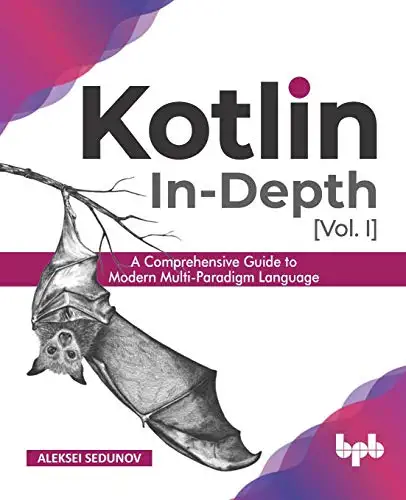 Kotlin
In-Depth
[Vol. I]
A Comprehensive Guide to
Modern Multi-Paradigm Language
ALEKSEI SEDUNOV
bpb